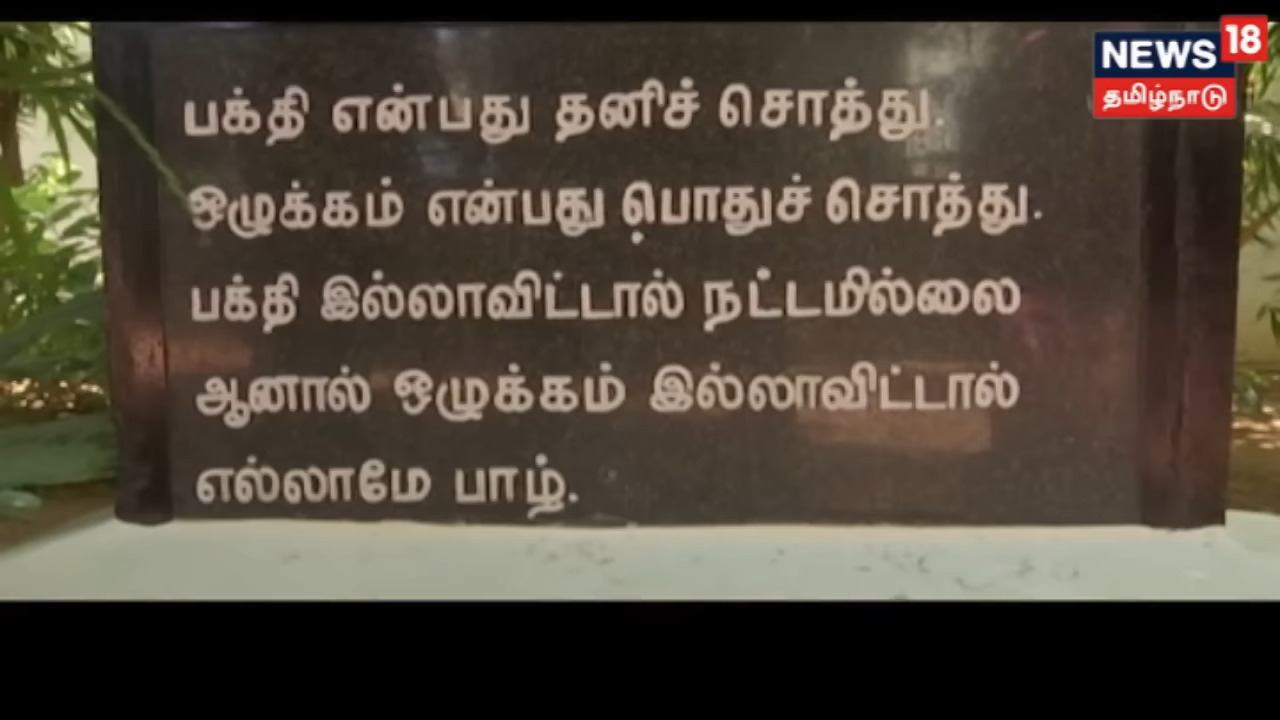 NEWS 18
தமிழ்நாடு
பக்தி என்பது தனிச் சொத்து.
ஒழுக்கம் என்பது பொதுச் சொத்து.
பக்தி இல்லாவிட்டால் நட்டமில்லை
ஆனால் ஒழுக்கம் இல்லாவிட்டால்
எல்லாமே பாழ்.